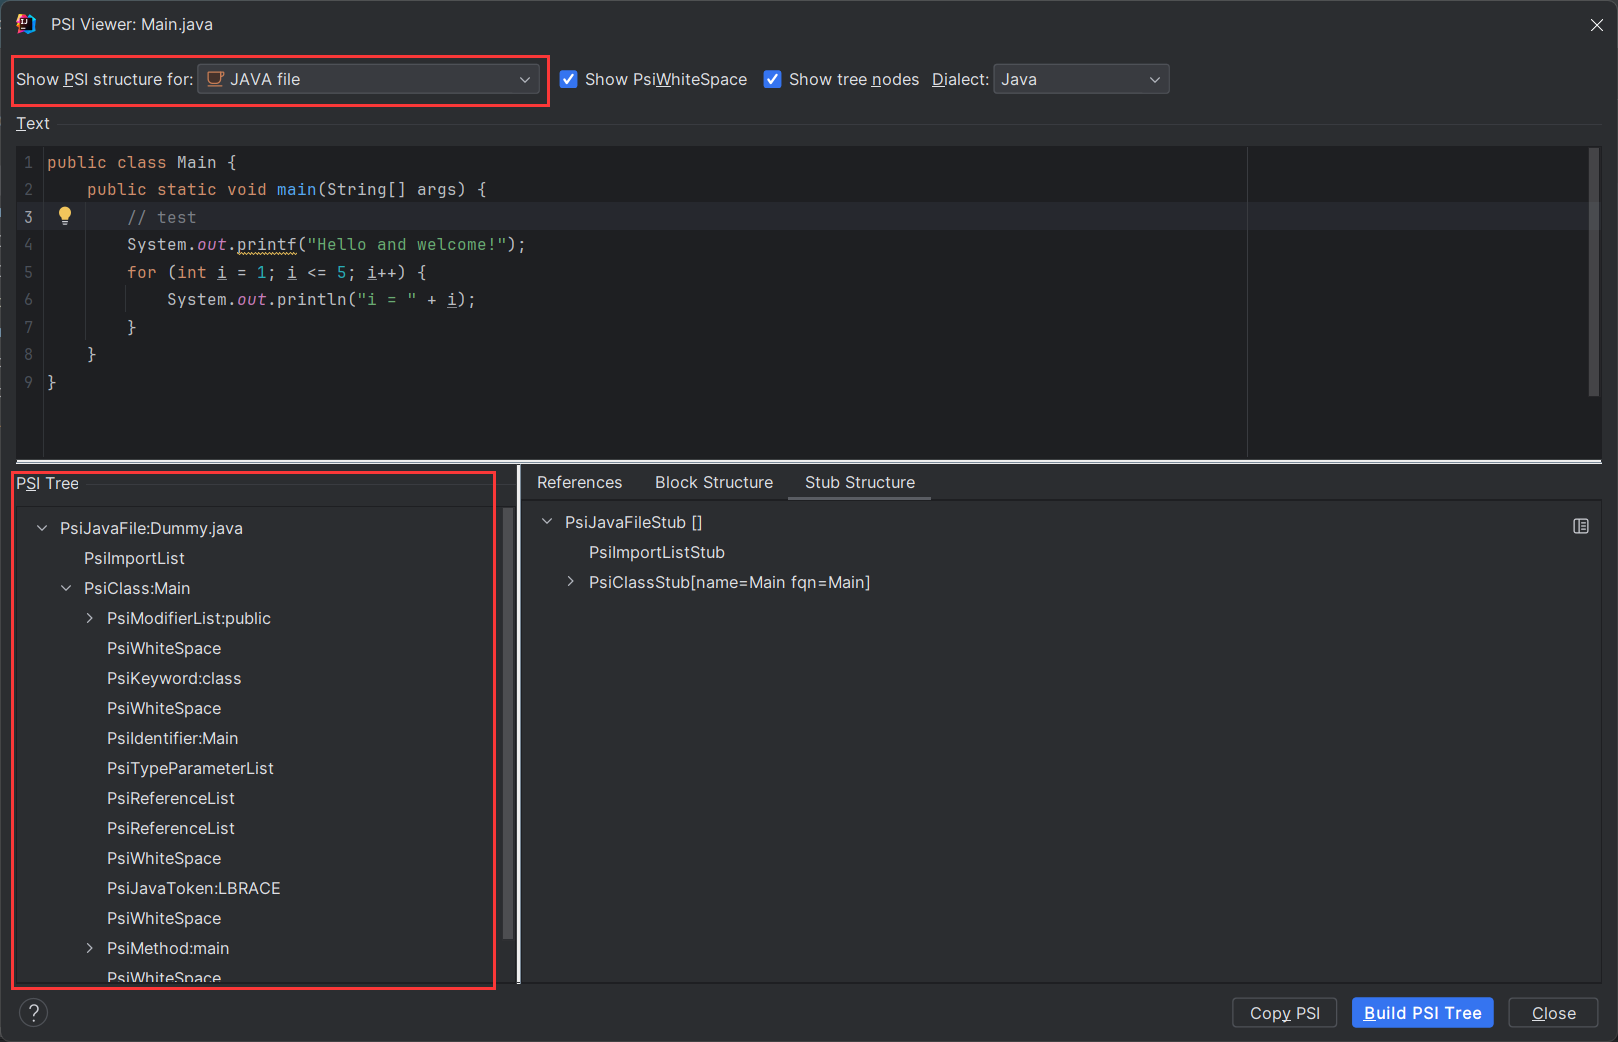 PSI Viewer: Main.java
Show PSI structure for: JAVA file Show PsiWhiteSpace Show tree nodes Dialect: Java
Text
1 public class Main {
2 public static void main(String[] args) {
3 // test
4 System.out.printf("Hello and welcome!");
5 for (int i = 1; i <= 5; i++) {
6 System.out.println("i = " + i);
7 }
8 }
9 }
PSI Tree
PsiJavaFile:Dummy.java
PsiImportList
PsiClass:Main
PsiModifierList:public
PsiWhiteSpace
PsiKeyword:class
PsiWhiteSpace
PsiIdentifier:Main
PsiTypeParameterList
PsiReferenceList
PsiReferenceList
PsiWhiteSpace
PsiJavaToken:LBRACE
PsiWhiteSpace
PsiMethod:main
PsiWhiteSpace
References Block Structure Stub Structure
PsiJavaFileStub []
PsiImportListStub
PsiClassStub[name=Main fqn=Main]
? Copy PSI Build PSI Tree Close